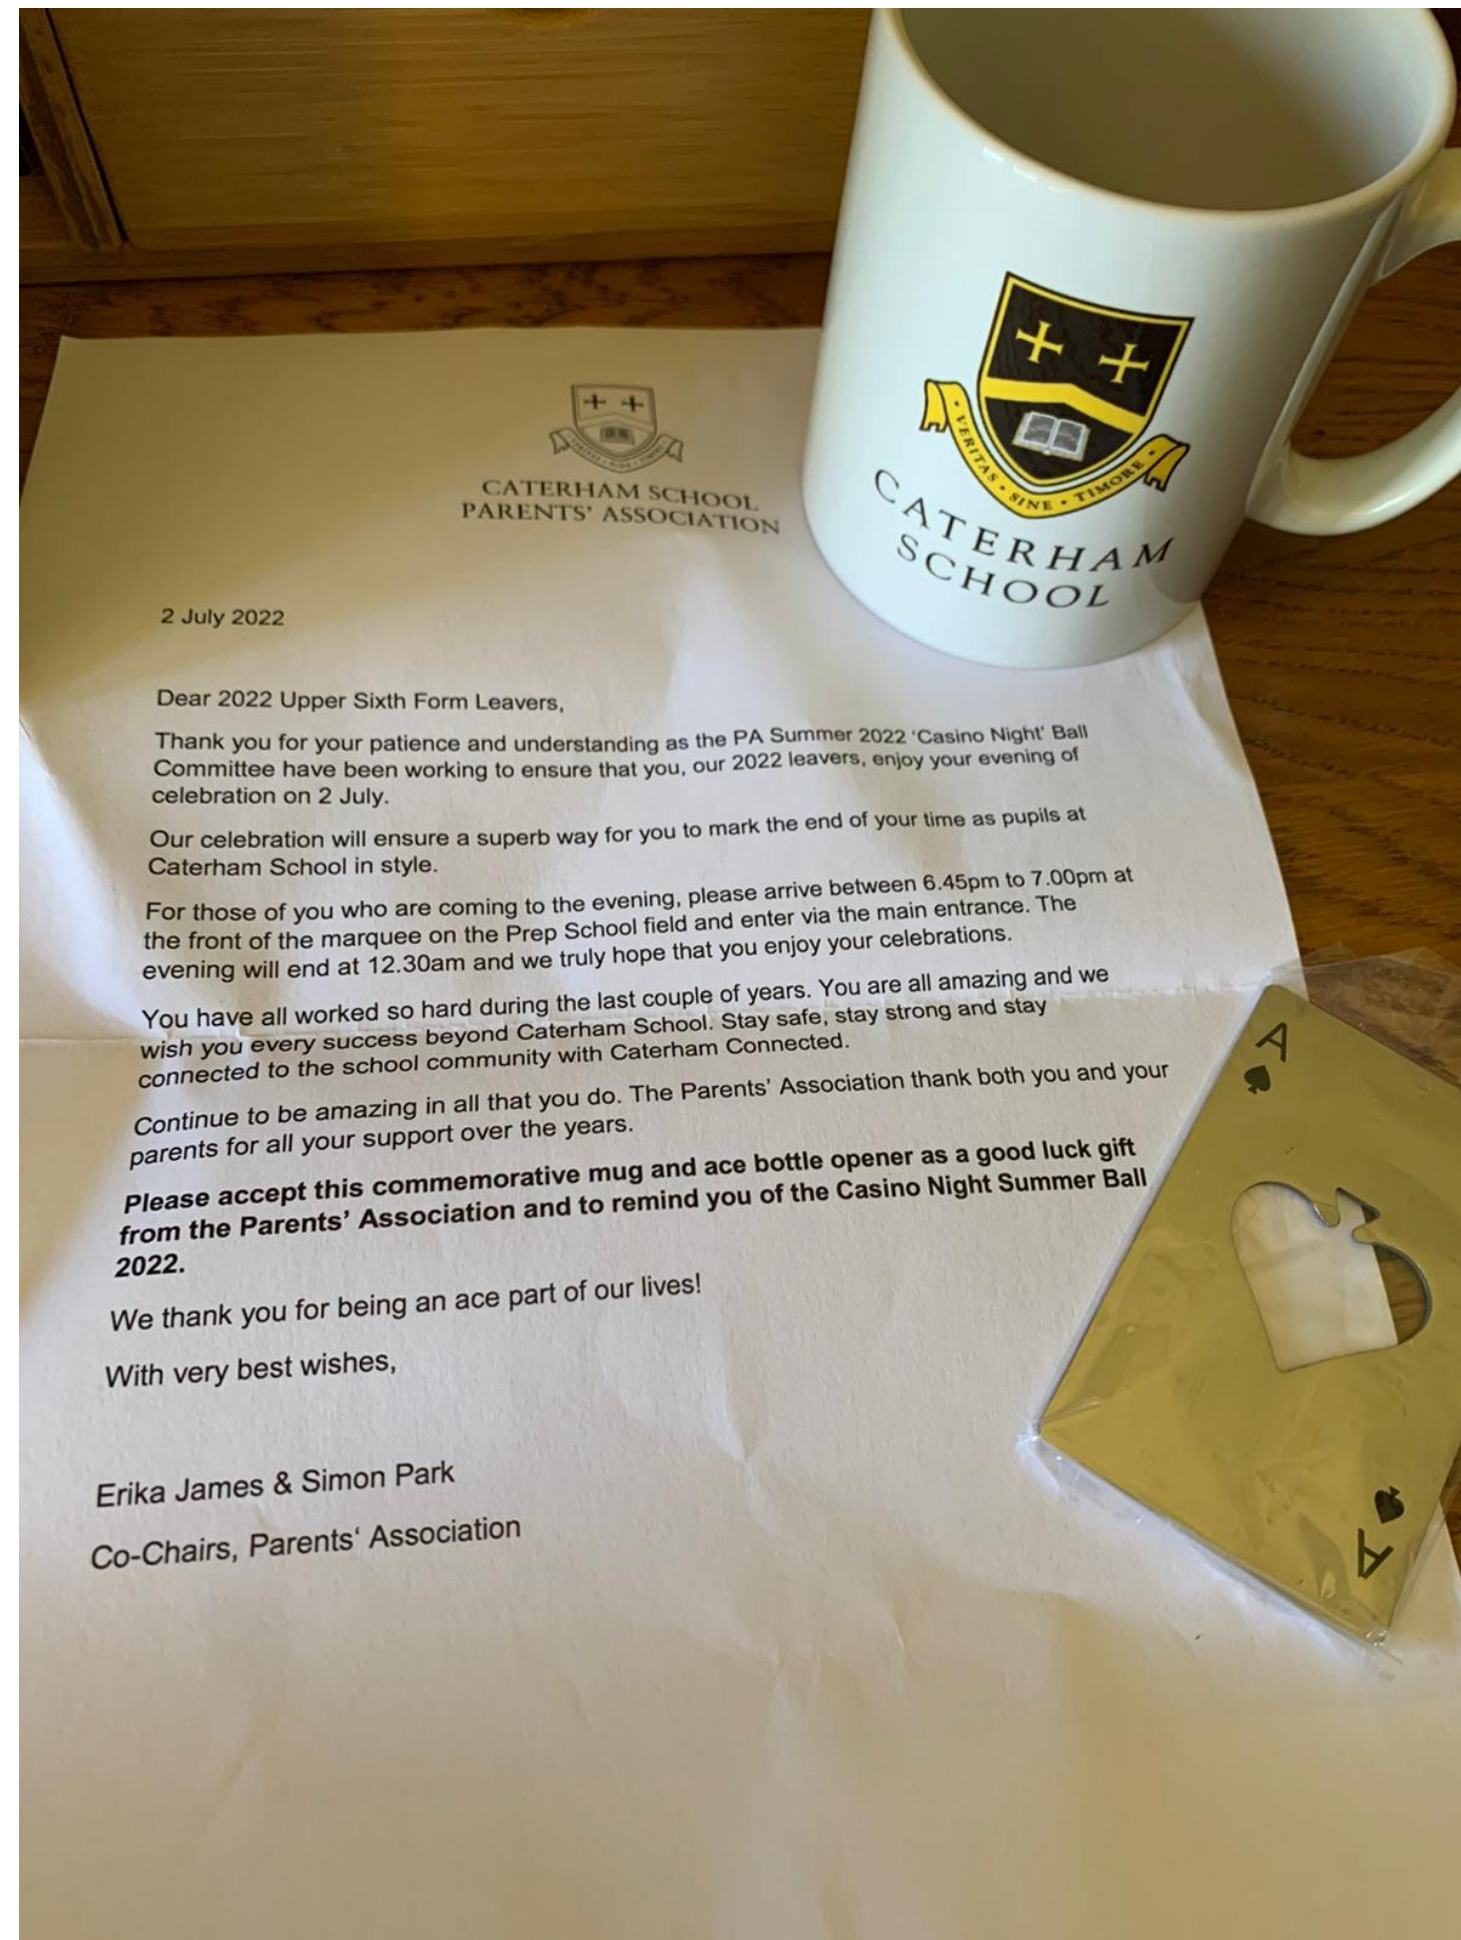 VERITAS • SINE • TIMORE
CATERHAM
SCHOOL
CATERHAM SCHOOL
PARENTS' ASSOCIATION
2 July 2022
Dear 2022 Upper Sixth Form Leavers,
Thank you for your patience and understanding as the PA Summer 2022 'Casino Night' Ball
Committee have been working to ensure that you, our 2022 leavers, enjoy your evening of
celebration on 2 July.
Our celebration will ensure a superb way for you to mark the end of your time as pupils at
Caterham School in style.
For those of you who are coming to the evening, please arrive between 6.45pm to 7.00pm at
the front of the marquee on the Prep School field and enter via the main entrance. The
evening will end at 12.30am and we truly hope that you enjoy your celebrations.
You have all worked so hard during the last couple of years. You are all amazing and we
wish you every success beyond Caterham School. Stay safe, stay strong and stay
connected to the school community with Caterham Connected.
Continue to be amazing in all that you do. The Parents' Association thank both you and your
parents for all your support over the years.
Please accept this commemorative mug and ace bottle opener as a good luck gift
from the Parents' Association and to remind you of the Casino Night Summer Ball
2022.
We thank you for being an ace part of our lives!
With very best wishes,
Erika James & Simon Park
Co-Chairs, Parents' Association
A
A